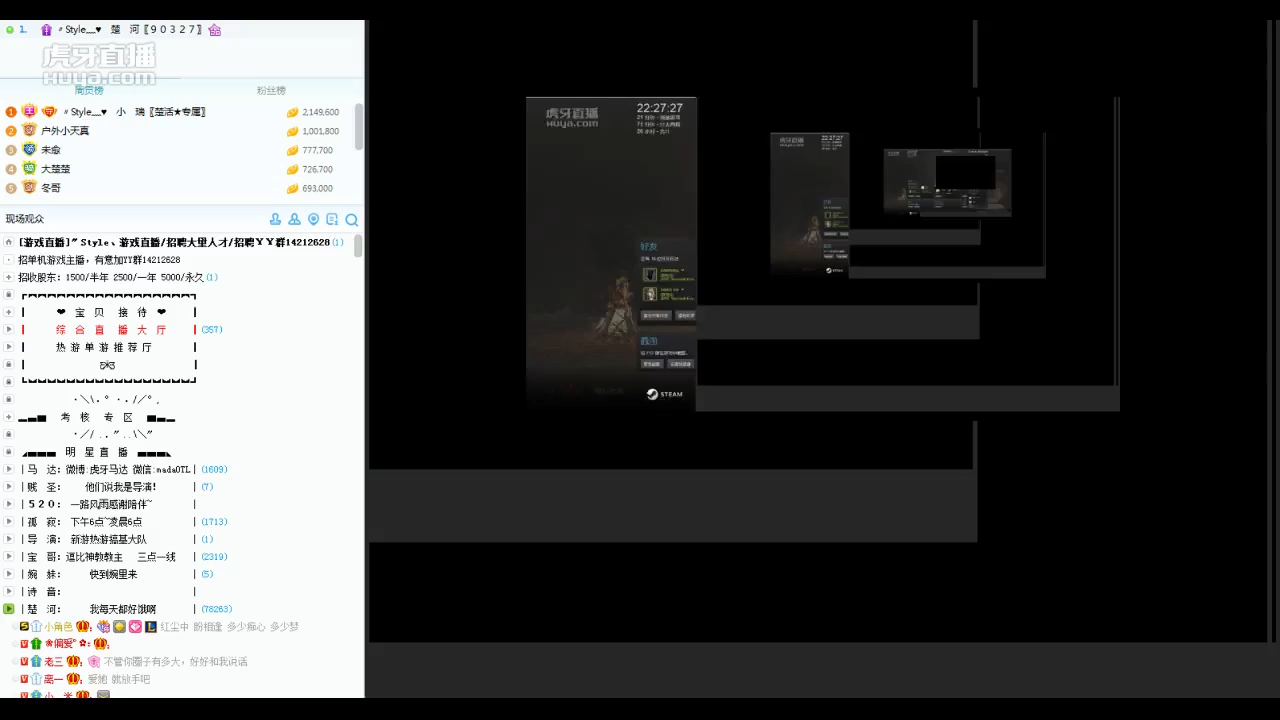 1. 〃Style﹏♥ 楚 河〖90327〗
虎牙直播
Huya.com
周贡榜 粉丝榜
1 〃Style﹏♥ 小 瑞〖楚活★专属〗 2,149,600
2 户外小天真 1,001,800
3 未愈 777,700
4 大楚楚 726,700
5 冬哥 693,000
现场观众
[游戏直播]〞Style、游戏直播/招聘大量人才/招聘YY群14212628 (1)
招单机游戏主播，有意加YY群14212628
招收股东: 1500/半年 2500/一年 5000/永久 (1)
❤ 宝 贝 接 待 ❤
综 合 直 播 大 厅 (357)
热 游 单 游 推 荐 厅
考 核 专 区
明 星 直 播
马 达: 微博:虎牙马达 微信:madaOTL (1609)
贱 圣: 他们说我是导演! (7)
5 2 0: 一路风雨感谢陪伴~
孤 寂: 下午6点~凌晨6点 (1713)
导 演: 新游热游搞基大队 (1)
宝 哥: 逗比神教教主 三点一线 (2319)
婉 妹: 快到婉里来 (5)
诗 音:
楚 河: 我每天都好饿啊 (78263)
小角色 红尘中 盼相逢 多少痴心 多少梦
偏爱°
老三 不管你圈子有多大，好好和我说话
离一 爱她 就放手吧
虎牙直播
Huya.com
22:27:27
好友
STEAM
STEAM